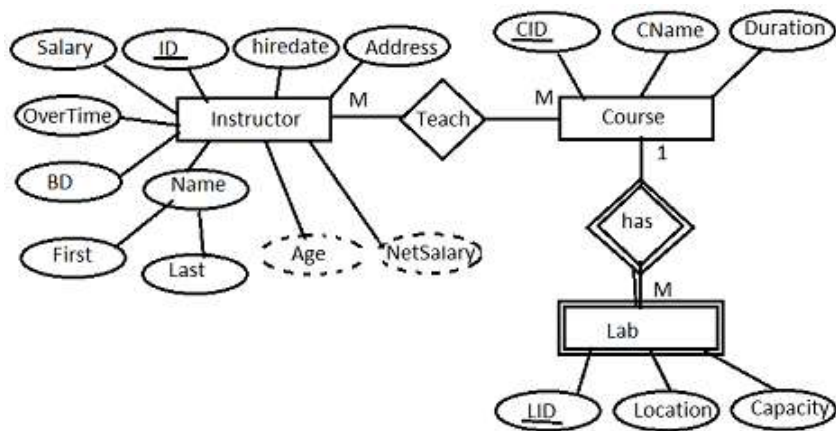 Salary
ID
hiredate
Address
CID
CName
Duration
OverTime
Instructor
M
Teach
M
Course
BD
Name
1
First
Last
Age
NetSalary
has
M
Lab
LID
Location
Capacity